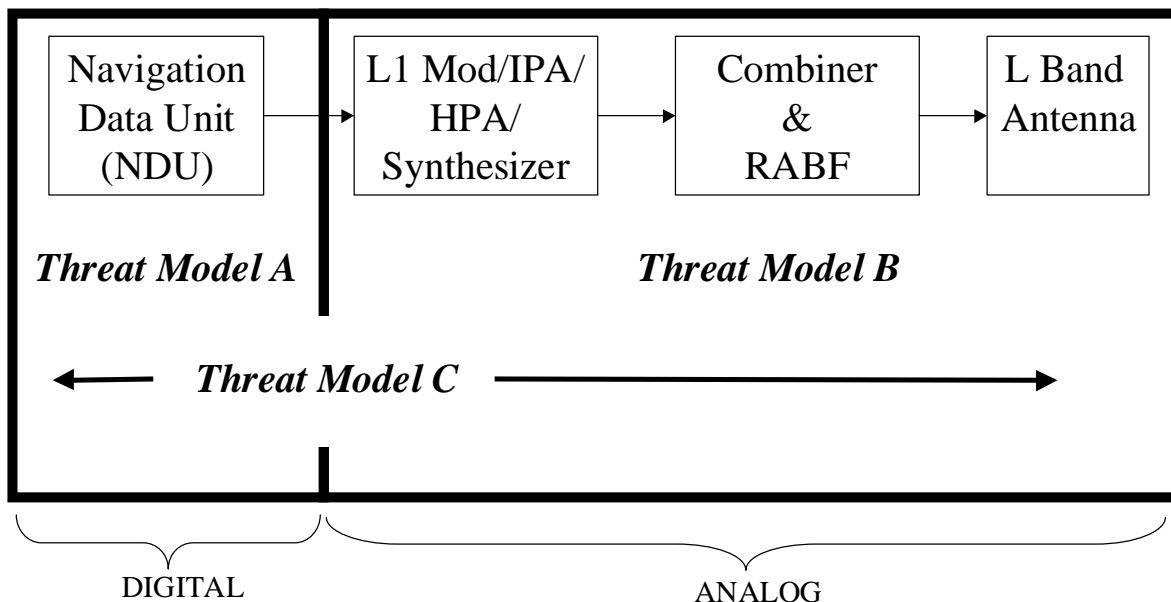 Navigation
Data Unit
(NDU)
L1 Mod/IPA/
HPA/
Synthesizer
Combiner
&
RABF
L Band
Antenna
Threat Model A
Threat Model B
Threat Model C
DIGITAL
ANALOG